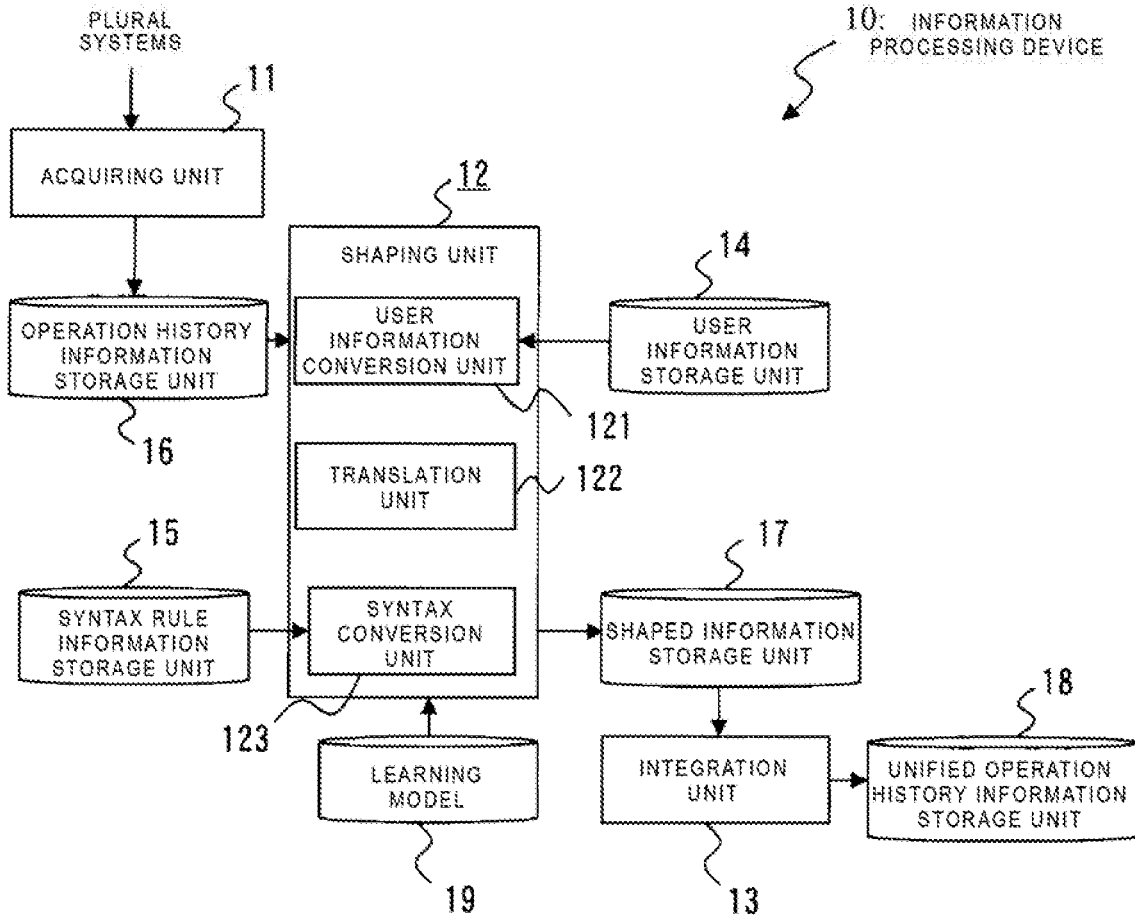 PLURAL
SYSTEMS
10: INFORMATION
PROCESSING DEVICE
11
ACQUIRING UNIT
12
SHAPING UNIT
14
OPERATION HISTORY
INFORMATION
STORAGE UNIT
USER
INFORMATION
CONVERSION UNIT
USER
INFORMATION
STORAGE UNIT
16
121
TRANSLATION
UNIT
122
15
17
SYNTAX RULE
INFORMATION
STORAGE UNIT
SYNTAX
CONVERSION
UNIT
SHAPED INFORMATION
STORAGE UNIT
123
18
LEARNING
MODEL
INTEGRATION
UNIT
UNIFIED OPERATION
HISTORY INFORMATION
STORAGE UNIT
19
13